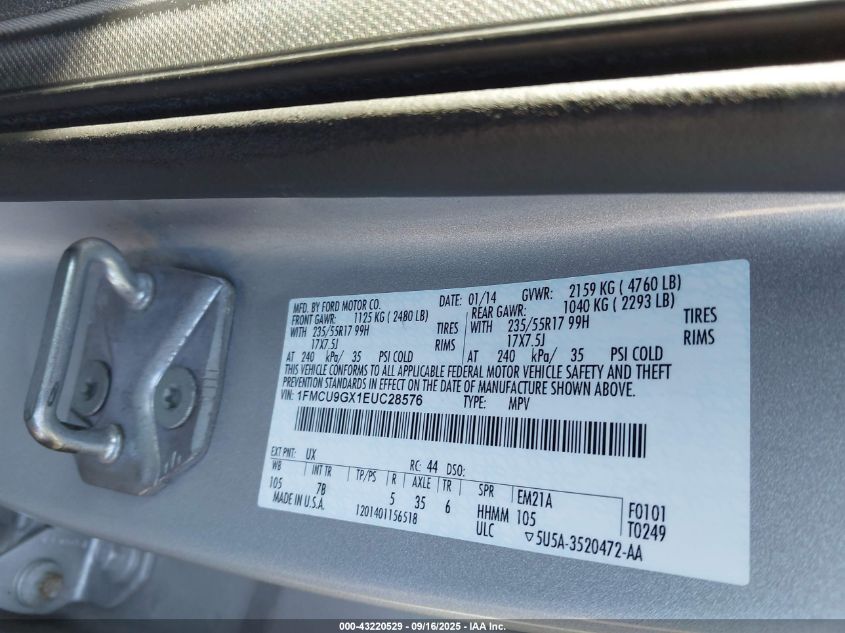 MFD. BY FORD MOTOR CO. DATE: 01/14 GVWR: 2159 KG ( 4760 LB)
FRONT GAWR: 1125 KG ( 2480 LB) REAR GAWR: 1040 KG ( 2293 LB)
WITH 235/55R17 99H TIRES WITH 235/55R17 99H TIRES
17X7.5J RIMS 17X7.5J RIMS
AT 240 kPa/ 35 PSI COLD AT 240 kPa/ 35 PSI COLD
THIS VEHICLE CONFORMS TO ALL APPLICABLE FEDERAL MOTOR VEHICLE SAFETY AND THEFT
PREVENTION STANDARDS IN EFFECT ON THE DATE OF MANUFACTURE SHOWN ABOVE.
VIN: 1FMCU9GX1EUC28576 TYPE: MPV
EXT PNT: UX RC: 44 DSO:
WB INT TR TP/PS R AXLE TR SPR EM21A F0101
105 7B 5 35 6 HHMM 105 T0249
MADE IN U.S.A. 1201401156518 ULC ▽5U5A-3520472-AA
000-43220529 - 09/16/2025 - IAA Inc.